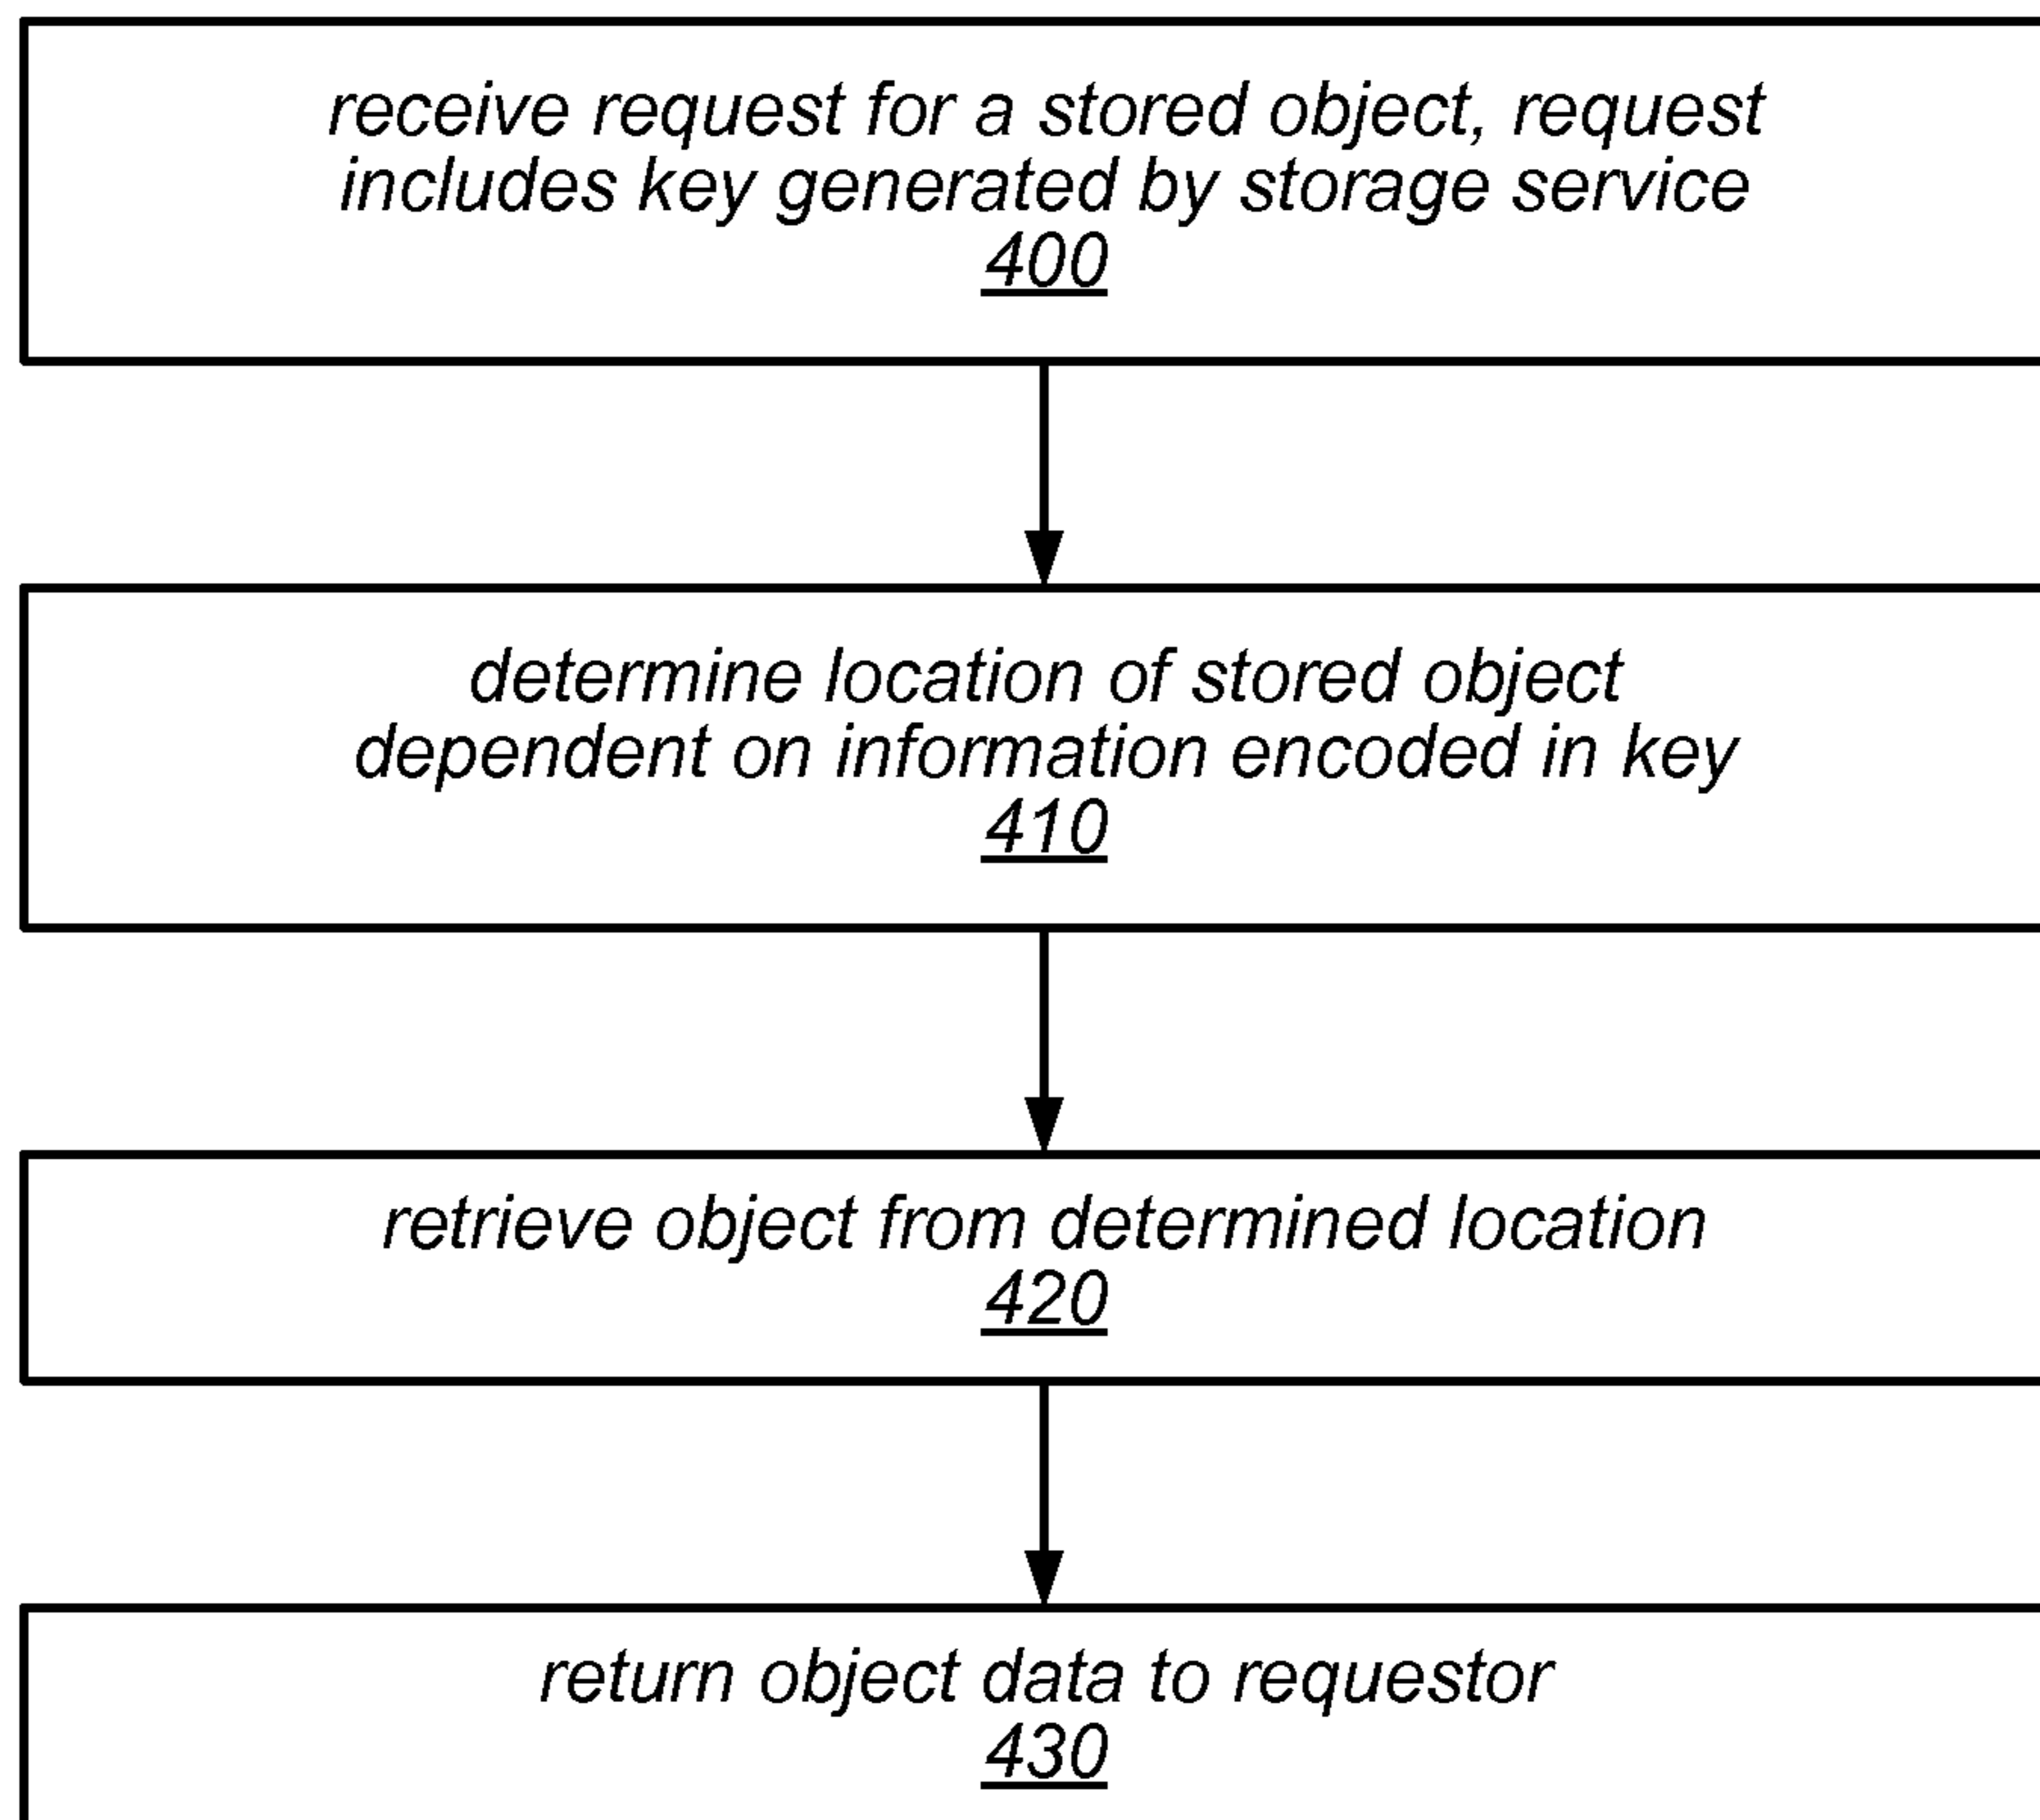 receive request for a stored object, request
includes key generated by storage service
400
determine location of stored object
dependent on information encoded in key
410
retrieve object from determined location
420
return object data to requestor
430